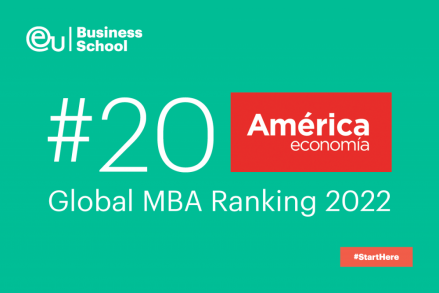 eu Business
School
#20
América
economía
Global MBA Ranking 2022
#StartHere